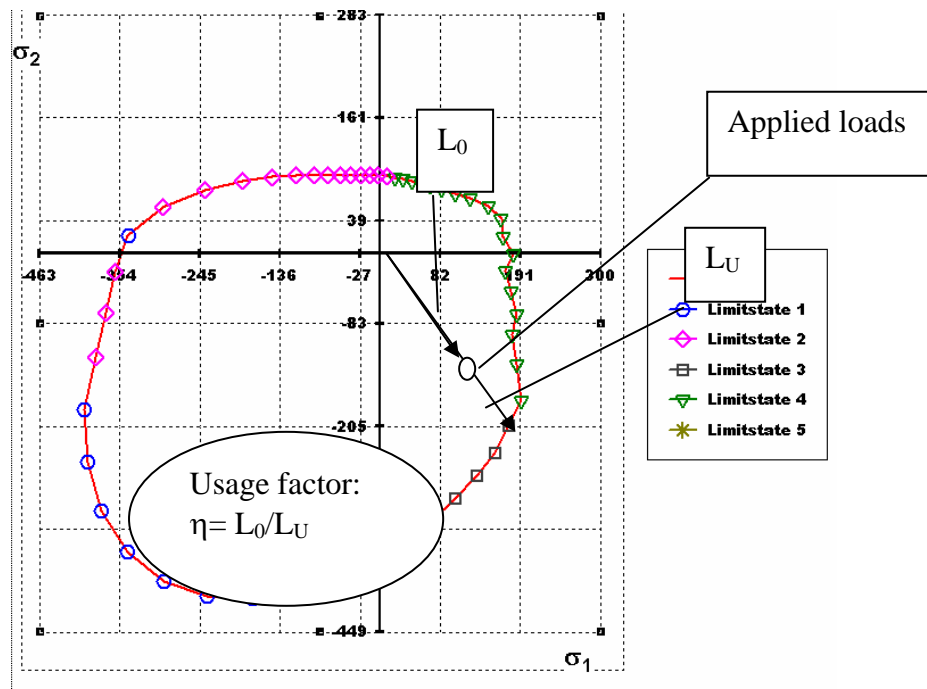 283
σ2
161
L0
Applied loads
39
-463
-354
-245
-136
-27
82
191
300
LU
-83
Limitstate 1
Limitstate 2
Limitstate 3
Limitstate 4
Limitstate 5
-205
Usage factor:
η= L0/LU
-449
σ1